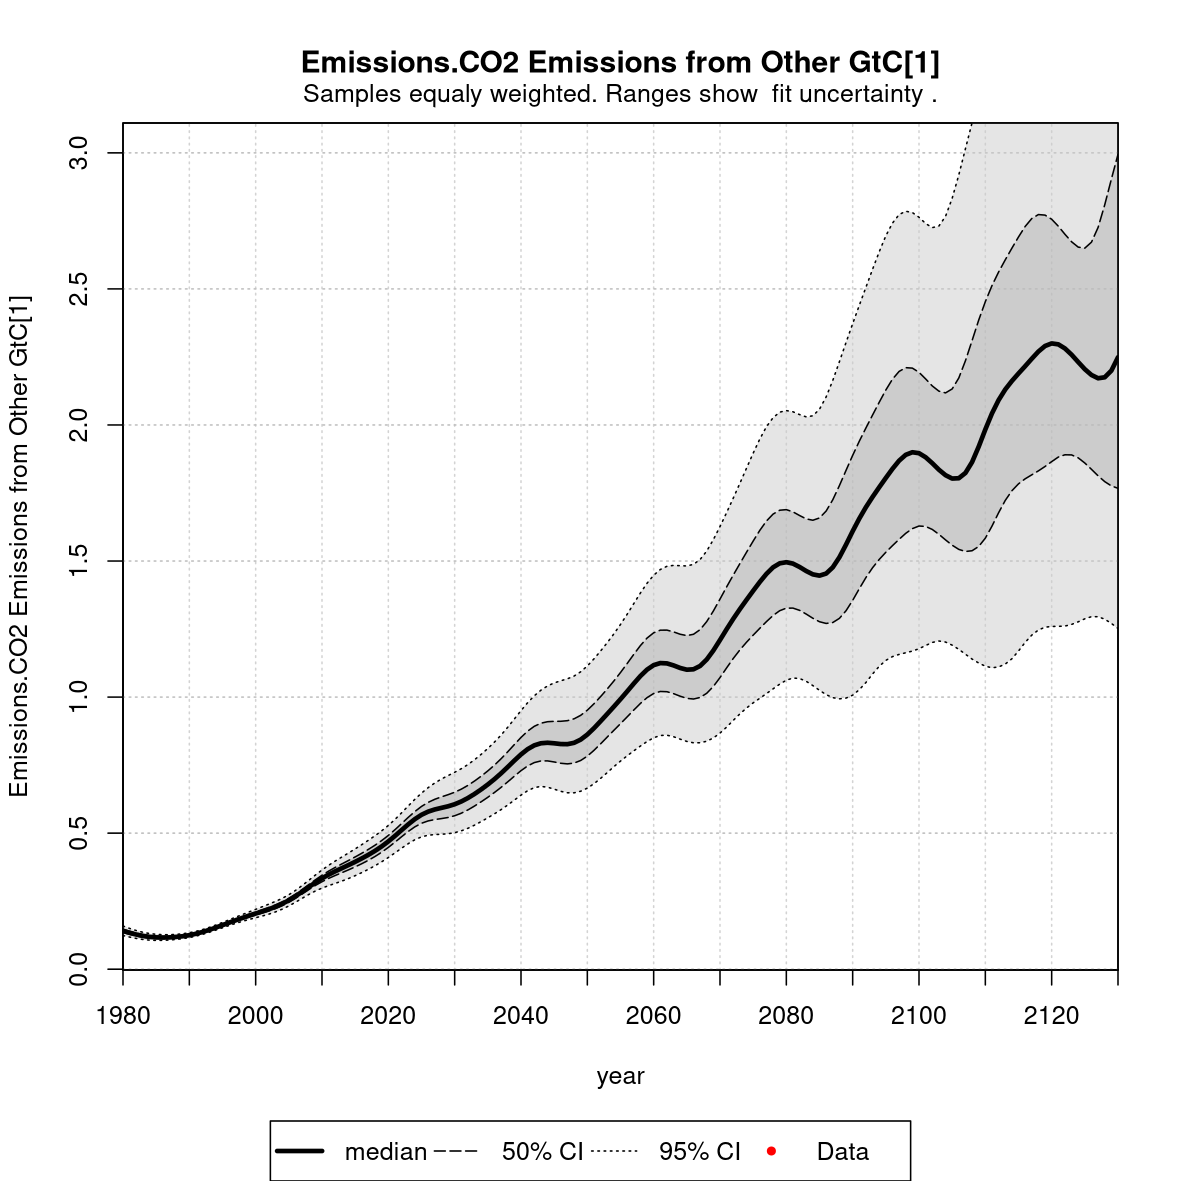 Emissions.CO2 Emissions from Other GtC[1]
Samples equaly weighted. Ranges show  fit uncertainty .
Emissions.CO2 Emissions from Other GtC[1]
3.0
2.5
2.0
1.5
1.0
0.5
0.0
1980 2000 2020 2040 2060 2080 2100 2120
year
median 50% CI 95% CI Data